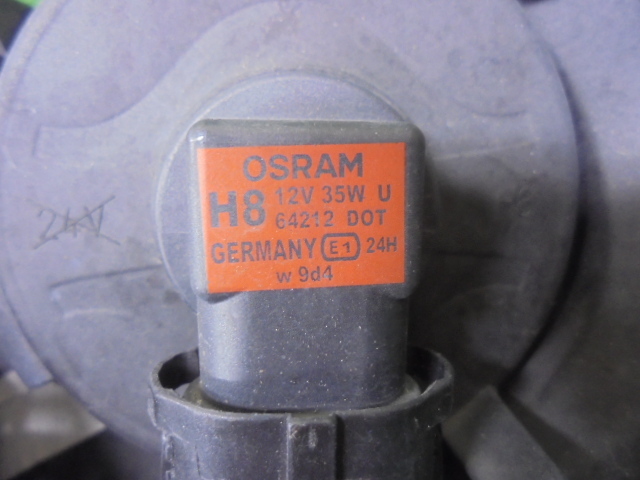 OSRAM
H8 12V 35W U
64212 DOT
GERMANY E1 24H
w 9d4
24V